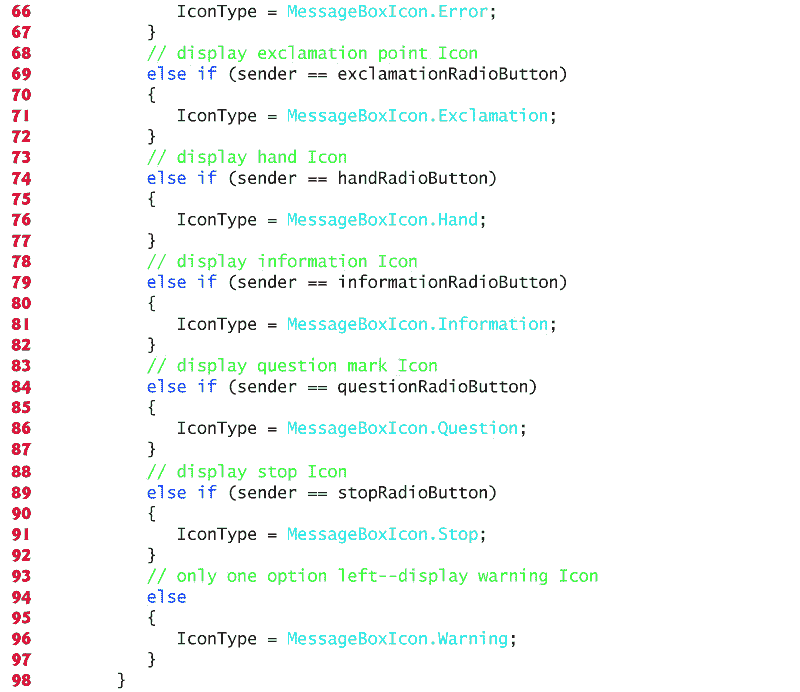 66 IconType = MessageBoxIcon.Error;
67 }
68 // display exclamation point Icon
69 else if (sender == exclamationRadioButton)
70 {
71 IconType = MessageBoxIcon.Exclamation;
72 }
73 // display hand Icon
74 else if (sender == handRadioButton)
75 {
76 IconType = MessageBoxIcon.Hand;
77 }
78 // display information Icon
79 else if (sender == informationRadioButton)
80 {
81 IconType = MessageBoxIcon.Information;
82 }
83 // display question mark Icon
84 else if (sender == questionRadioButton)
85 {
86 IconType = MessageBoxIcon.Question;
87 }
88 // display stop Icon
89 else if (sender == stopRadioButton)
90 {
91 IconType = MessageBoxIcon.Stop;
92 }
93 // only one option left--display warning Icon
94 else
95 {
96 IconType = MessageBoxIcon.Warning;
97 }
98 }